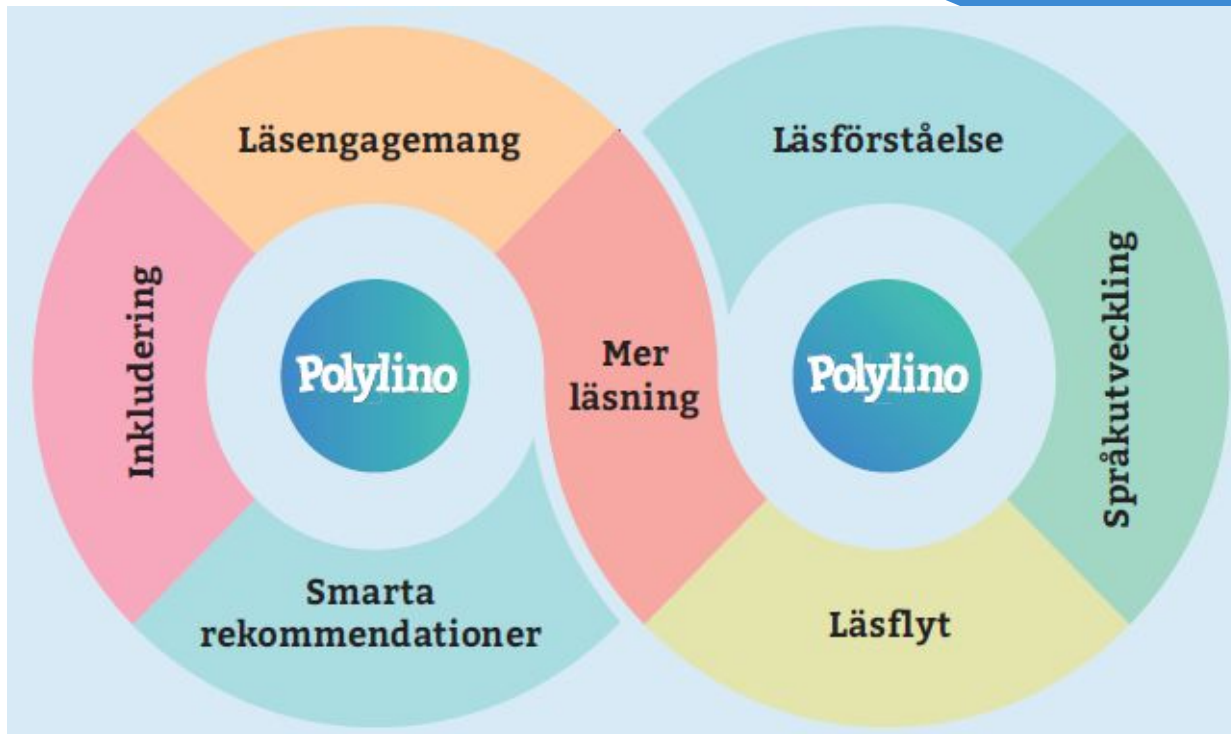 Läsengagemang
Inkludering
Polylino
Smarta
rekommendationer
Mer
läsning
Läsförståelse
Språkutveckling
Polylino
Läsflyt